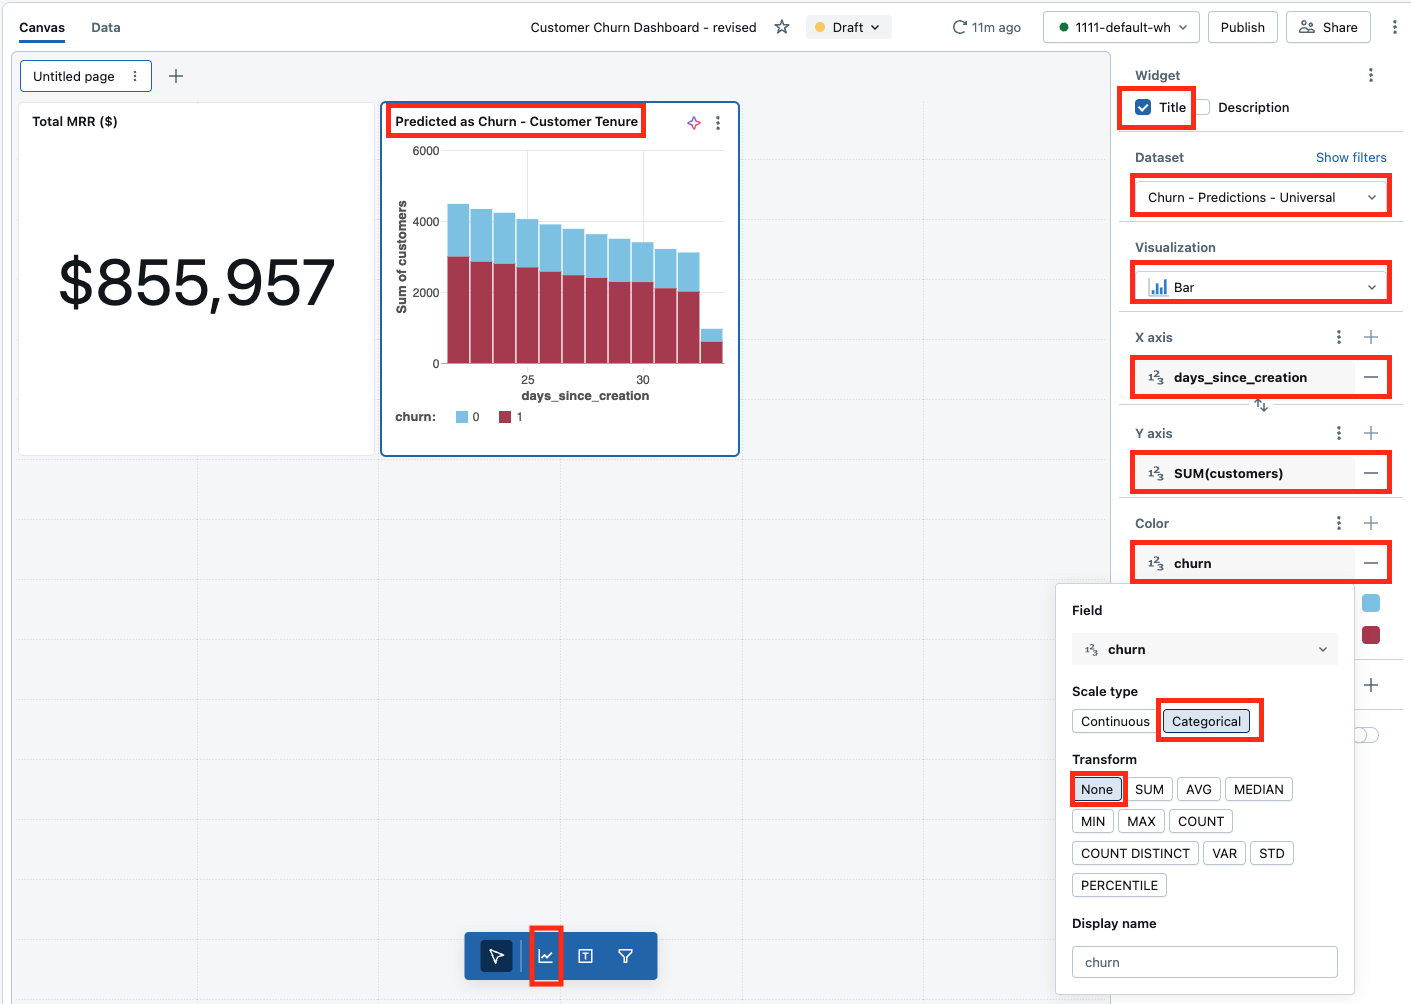 Canvas
Data
Customer Churn Dashboard - revised
Draft
11m ago
1111-default-wh
Publish
Share
Untitled page
Total MRR ($)
$855,957
Predicted as Churn - Customer Tenure
6000
4000
2000
0
Sum of customers
25
30
days_since_creation
churn:
0
1
Widget
Title
Description
Dataset
Show filters
Churn - Predictions - Universal
Visualization
Bar
X axis
123
days_since_creation
Y axis
123
SUM(customers)
Color
123
churn
Field
123
churn
Scale type
Continuous
Categorical
Transform
None
SUM
AVG
MEDIAN
MIN
MAX
COUNT
COUNT DISTINCT
VAR
STD
PERCENTILE
Display name
churn
T